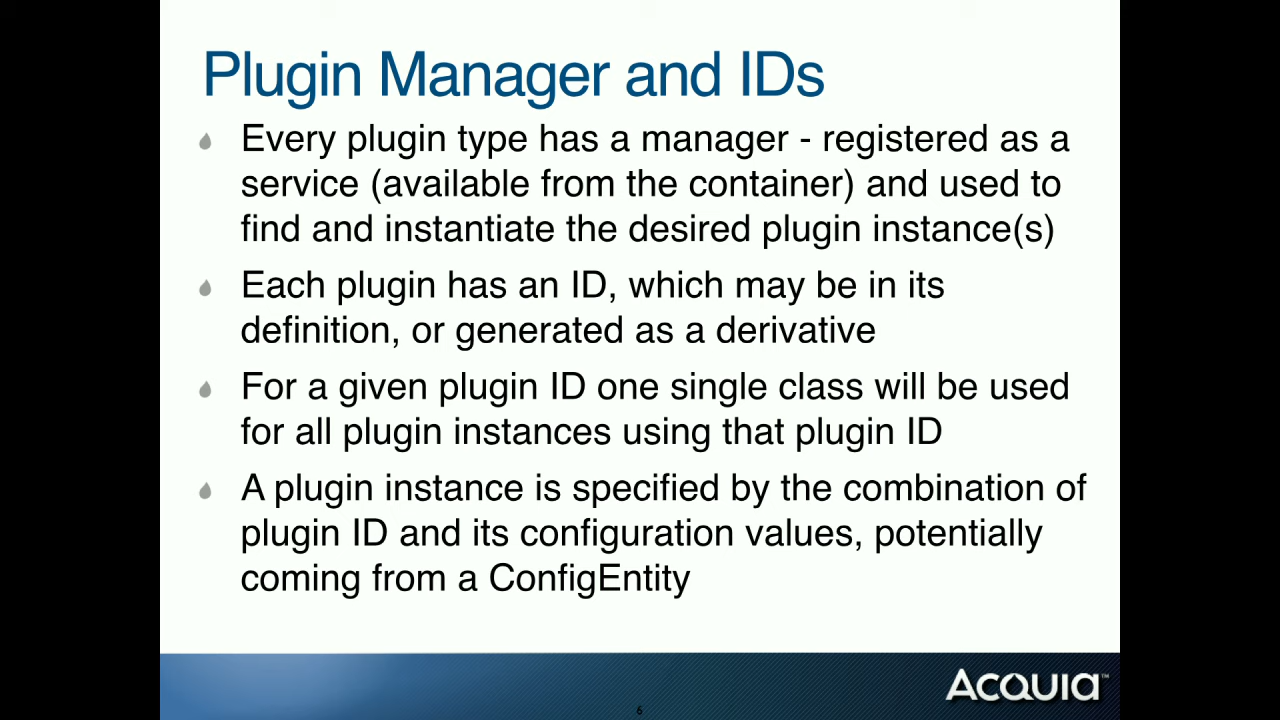 Plugin Manager and IDs
Every plugin type has a manager - registered as a
service (available from the container) and used to
find and instantiate the desired plugin instance(s)
Each plugin has an ID, which may be in its
definition, or generated as a derivative
For a given plugin ID one single class will be used
for all plugin instances using that plugin ID
A plugin instance is specified by the combination of
plugin ID and its configuration values, potentially
coming from a ConfigEntity
ACQUIA™
6